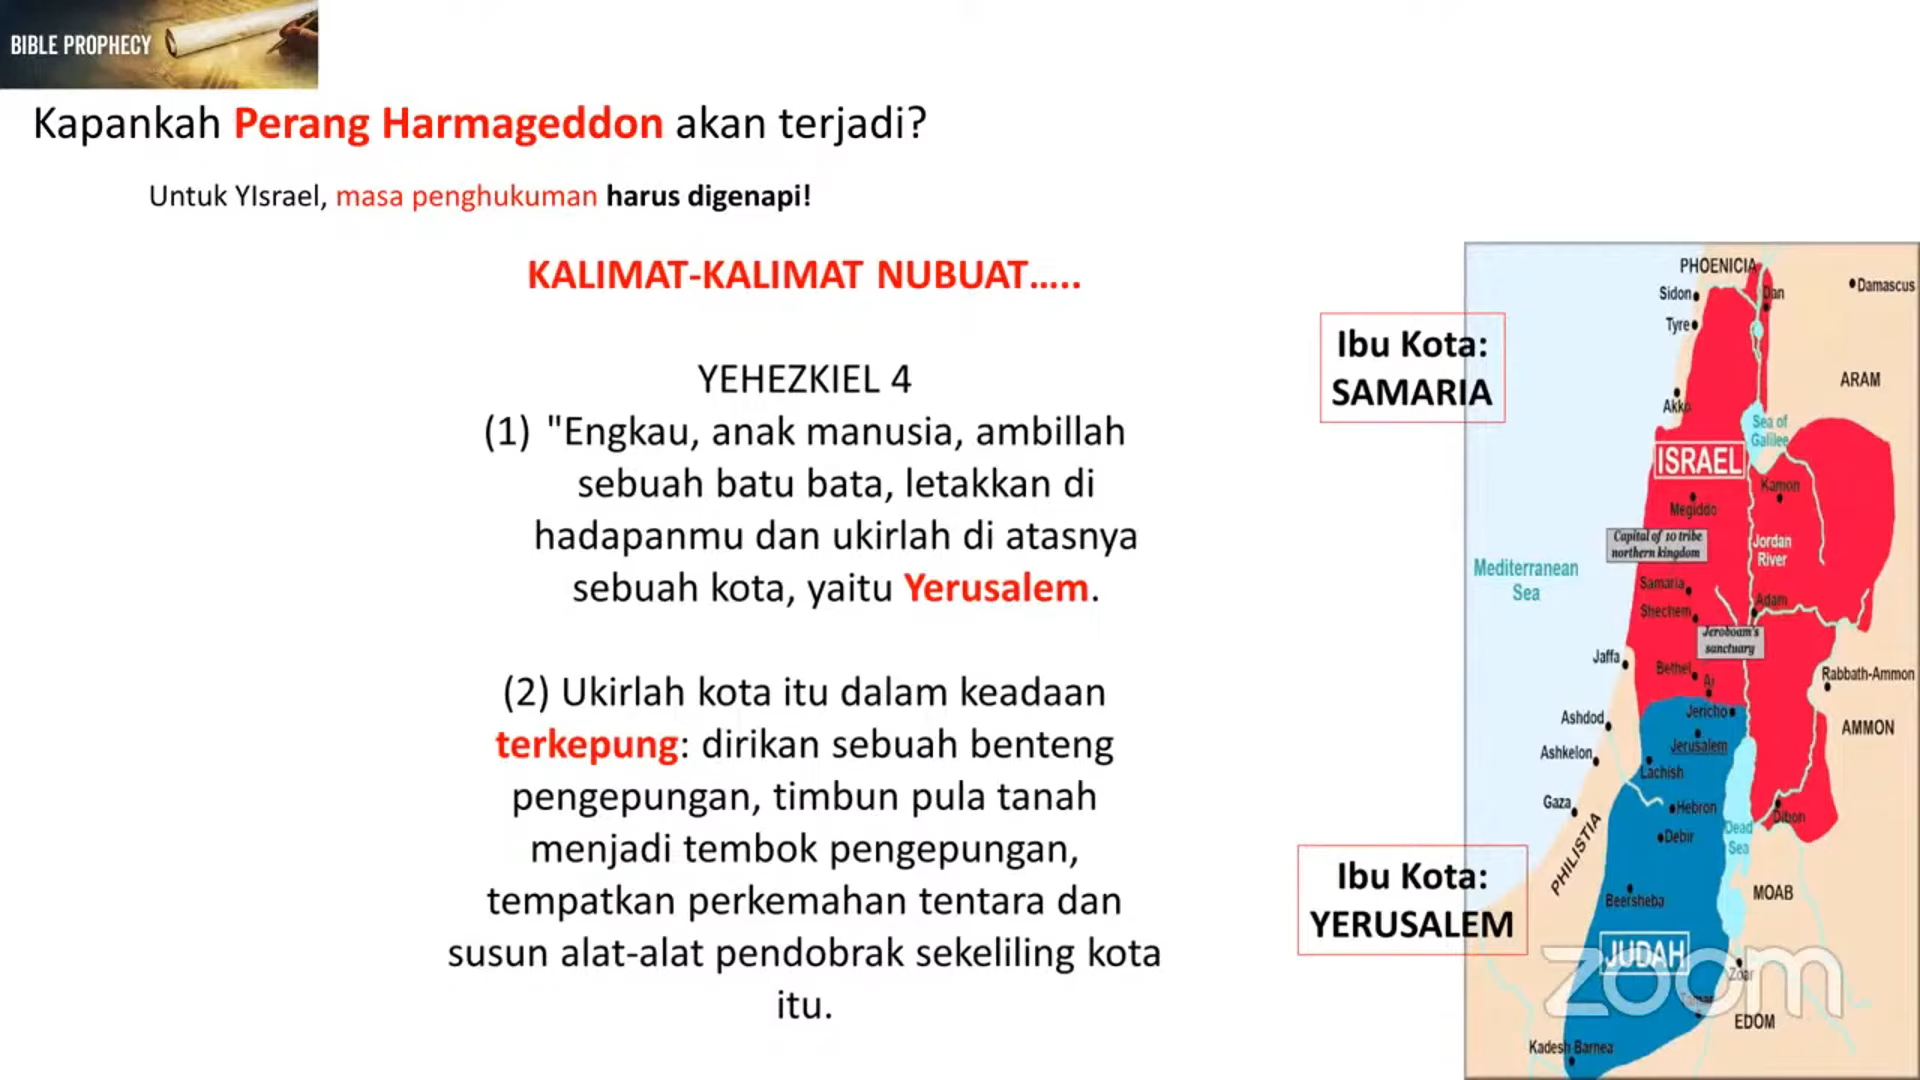 BIBLE PROPHECY
Kapankah Perang Harmageddon akan terjadi?
Untuk YIsrael, masa penghukuman harus digenapi!
KALIMAT-KALIMAT NUBUAT.....
YEHEZKIEL 4
(1) "Engkau, anak manusia, ambillah
sebuah batu bata, letakkan di
hadapanmu dan ukirlah di atasnya
sebuah kota, yaitu Yerusalem.
(2) Ukirlah kota itu dalam keadaan
terkepung: dirikan sebuah benteng
pengepungan, timbun pula tanah
menjadi tembok pengepungan,
tempatkan perkemahan tentara dan
susun alat-alat pendobrak sekeliling kota
itu.
Ibu Kota:
SAMARIA
Ibu Kota:
YERUSALEM
PHOENICIA
Sidon
Dan
Damascus
Tyre
ARAM
Akko
Sea of
Galilee
ISRAEL
Kamon
Megiddo
Capital of 10 tribe
northern kingdom
Jordan
River
Mediterranean
Sea
Samaria
Adam
Shechem
Jeroboam's
sanctuary
Jaffa
Bethel
Ai
Rabbath-Ammon
Jericho
Ashdod
AMMON
Jerusalem
Ashkelon
Lachish
Gaza
Hebron
Dibon
Debir
Dead
Sea
PHILISTIA
Beersheba
MOAB
JUDAH
zoom
Zoar
Tamar
EDOM
Kadesh Barnea